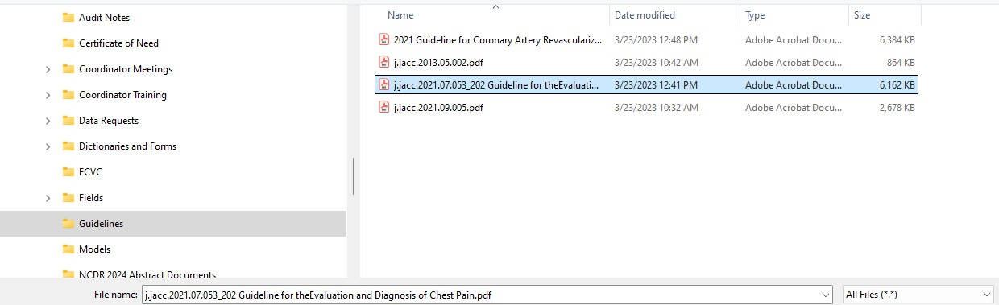 Audit Notes
Certificate of Need
Coordinator Meetings
Coordinator Training
Data Requests
Dictionaries and Forms
FCVC
Fields
Guidelines
Models
NCDR 2024 Abstract Documents
Name Date modified Type Size
2021 Guideline for Coronary Artery Revasculariz... 3/23/2023 12:48 PM Adobe Acrobat Docu... 6,384 KB
j.jacc.2013.05.002.pdf 3/23/2023 10:42 AM Adobe Acrobat Docu... 864 KB
j.jacc.2021.07.053_202 Guideline for theEvaluati... 3/23/2023 12:41 PM Adobe Acrobat Docu... 6,162 KB
j.jacc.2021.09.005.pdf 3/23/2023 10:32 AM Adobe Acrobat Docu... 2,678 KB
File name: j.jacc.2021.07.053_202 Guideline for theEvaluation and Diagnosis of Chest Pain.pdf All Files (*.*)